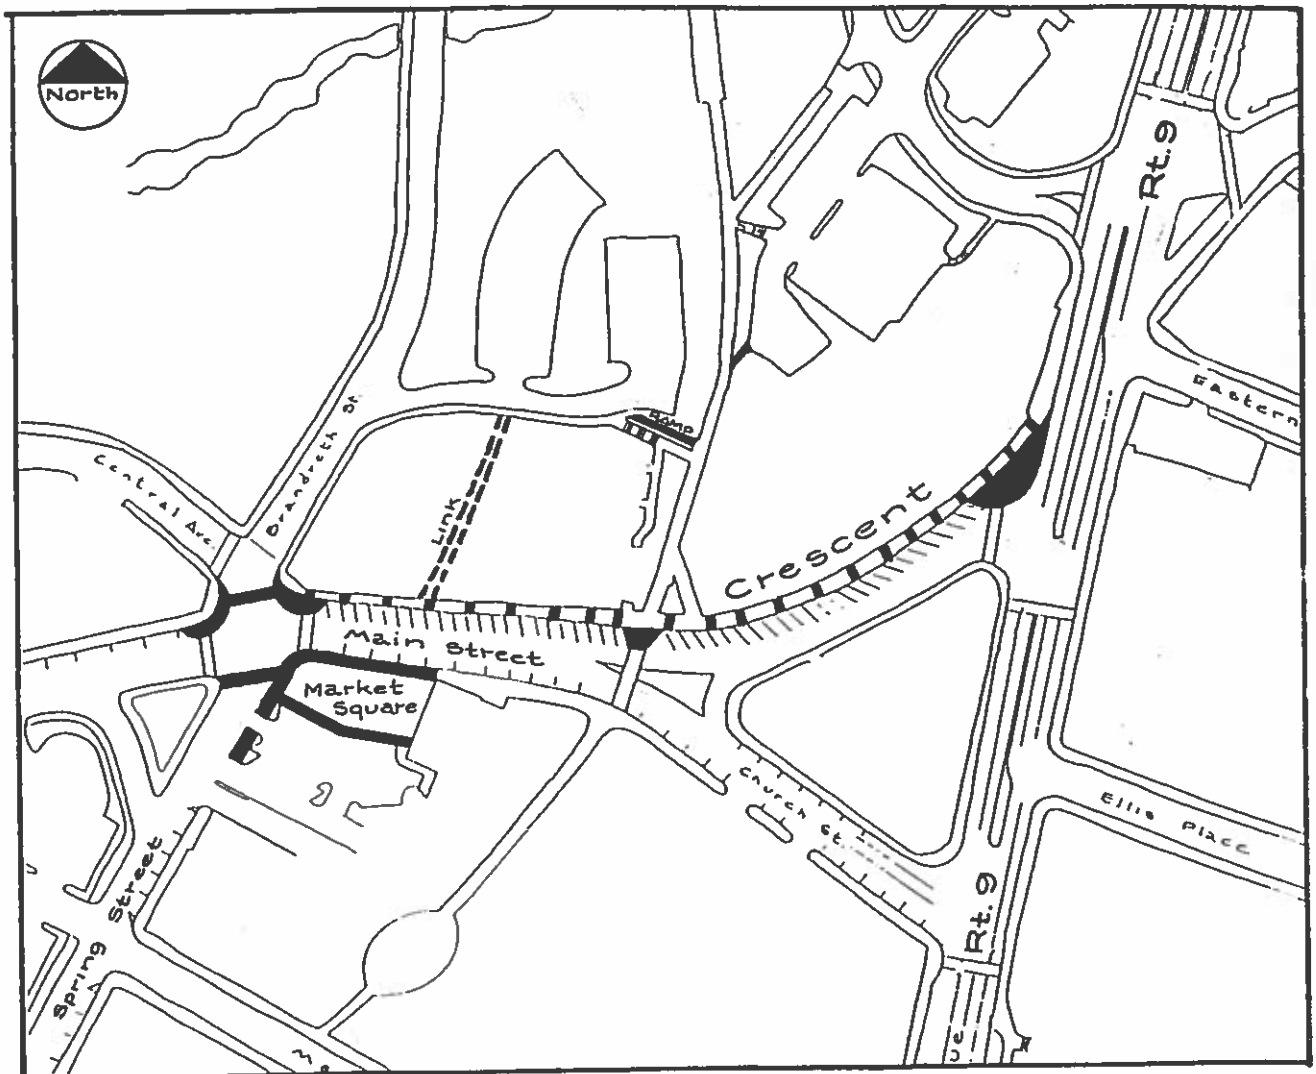 North
Rt. 9
Eastern
RAMP
Brandreth St.
Central Ave.
LINK
Crescent
Main Street
Market
Square
Church St.
Ellis Place
Rt. 9
Spring Street